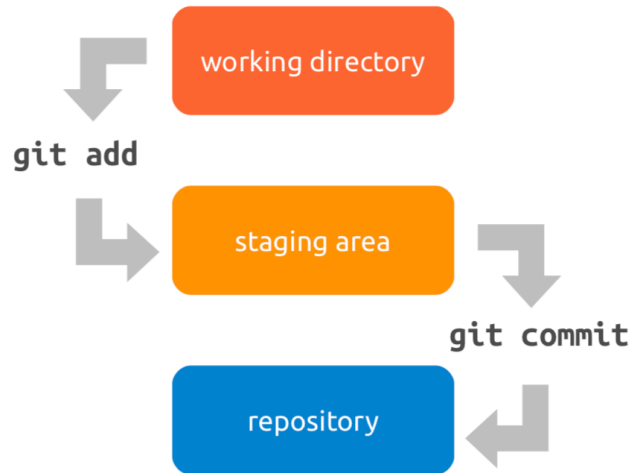 working directory
git add
staging area
git commit
repository